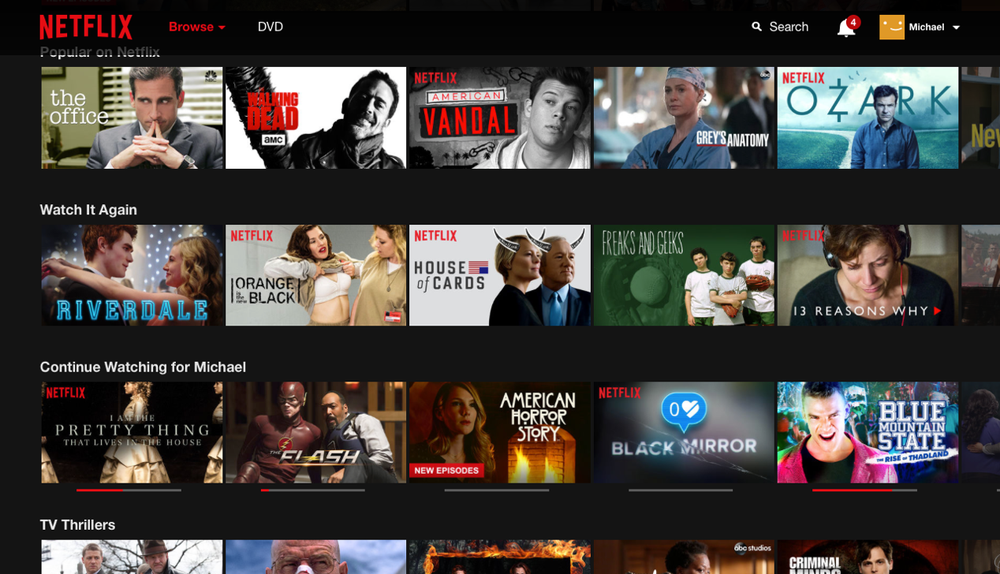 NETFLIX
Browse
DVD
Search
4
Michael
Popular on Netflix
the
office
NBC
THE
WALKING
DEAD
AMC
NETFLIX
AMERICAN
VANDAL
abc
GREY'S ANATOMY
NETFLIX
OZARK
New
Watch It Again
RIVERDALE
NETFLIX
ORANGE
is the new
BLACK
NETFLIX
HOUSE
of CARDS
FREAKS AND GEEKS
NETFLIX
13 REASONS WHY
Continue Watching for Michael
NETFLIX
I AM THE
PRETTY THING
THAT LIVES IN THE HOUSE
THE FLASH
AMERICAN
HORROR
STORY
NEW EPISODES
NETFLIX
0
BLACK MIRROR
BLUE
MOUNTAIN
STATE
THE RISE OF THADLAND
TV Thrillers
abc studios
CRIMINAL
MINDS